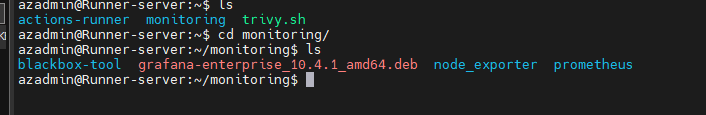 azadmin@Runner-server:~$ ls
actions-runner  monitoring  trivy.sh
azadmin@Runner-server:~$ cd monitoring/
azadmin@Runner-server:~/monitoring$ ls
blackbox-tool  grafana-enterprise_10.4.1_amd64.deb  node_exporter  prometheus
azadmin@Runner-server:~/monitoring$